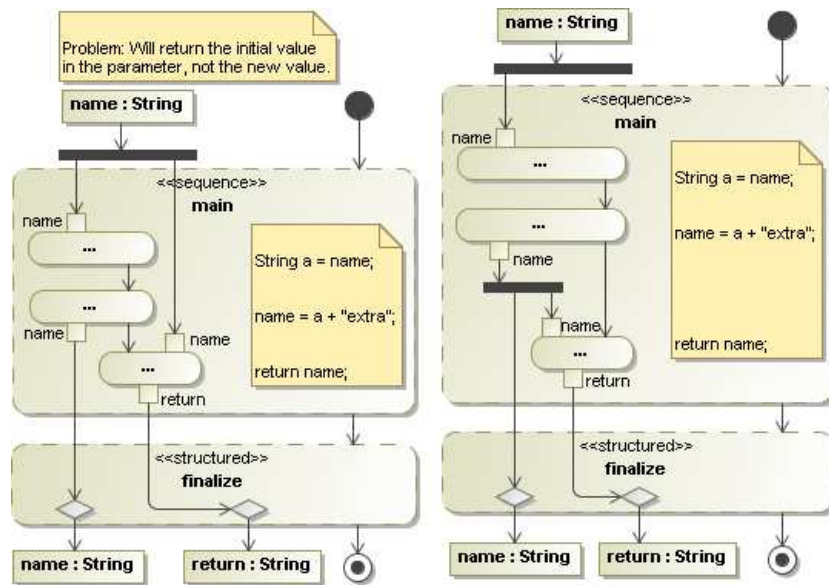 Problem: Will return the initial value
in the parameter, not the new value.
name : String
<<sequence>>
main
name
...
...
name
name
...
return
String a = name;
name = a + "extra";
return name;
<<structured>>
finalize
name : String
return : String
name : String
<<sequence>>
main
name
...
...
name
name
...
return
String a = name;
name = a + "extra";
return name;
<<structured>>
finalize
name : String
return : String